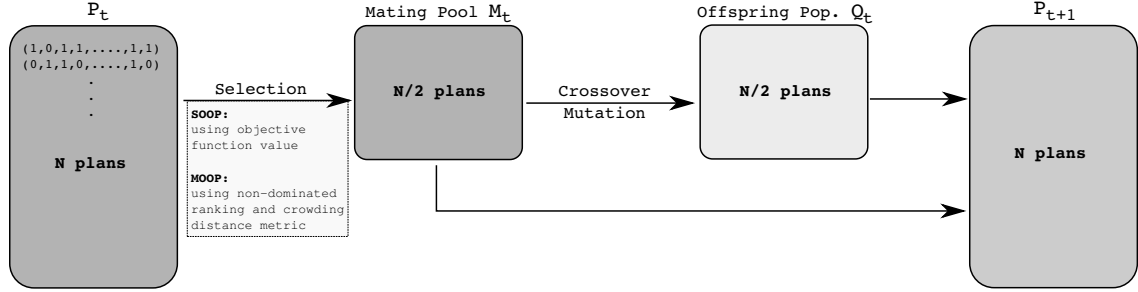 P_t
(1,0,1,1,....,1,1)
(0,1,1,0,....,1,0)
.
.
.
N plans
Selection
SOOP:
using objective
function value
MOOP:
using non-dominated
ranking and crowding
distance metric
Mating Pool M_t
N/2 plans
Crossover
Mutation
Offspring Pop. Q_t
N/2 plans
P_{t+1}
N plans